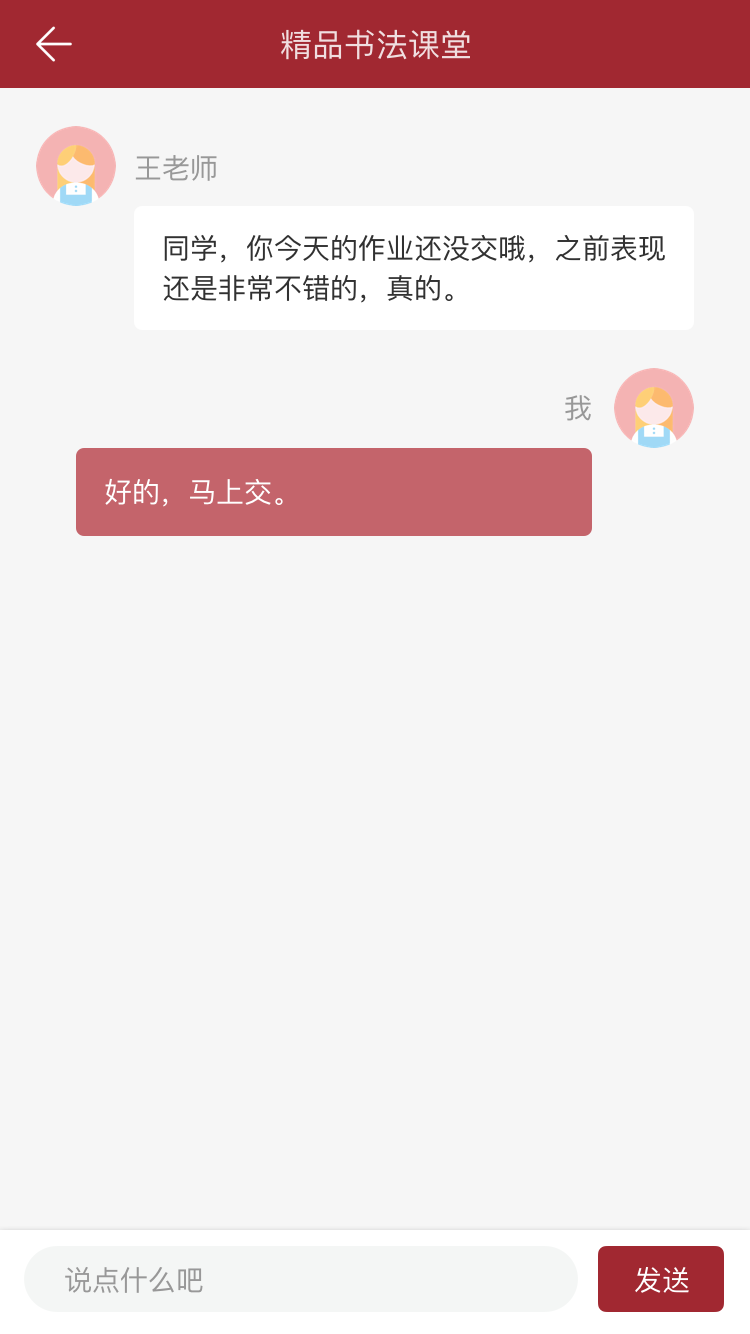 精品书法课堂
王老师
同学，你今天的作业还没交哦，之前表现
还是非常不错的，真的。
我
好的，马上交。
说点什么吧
发送